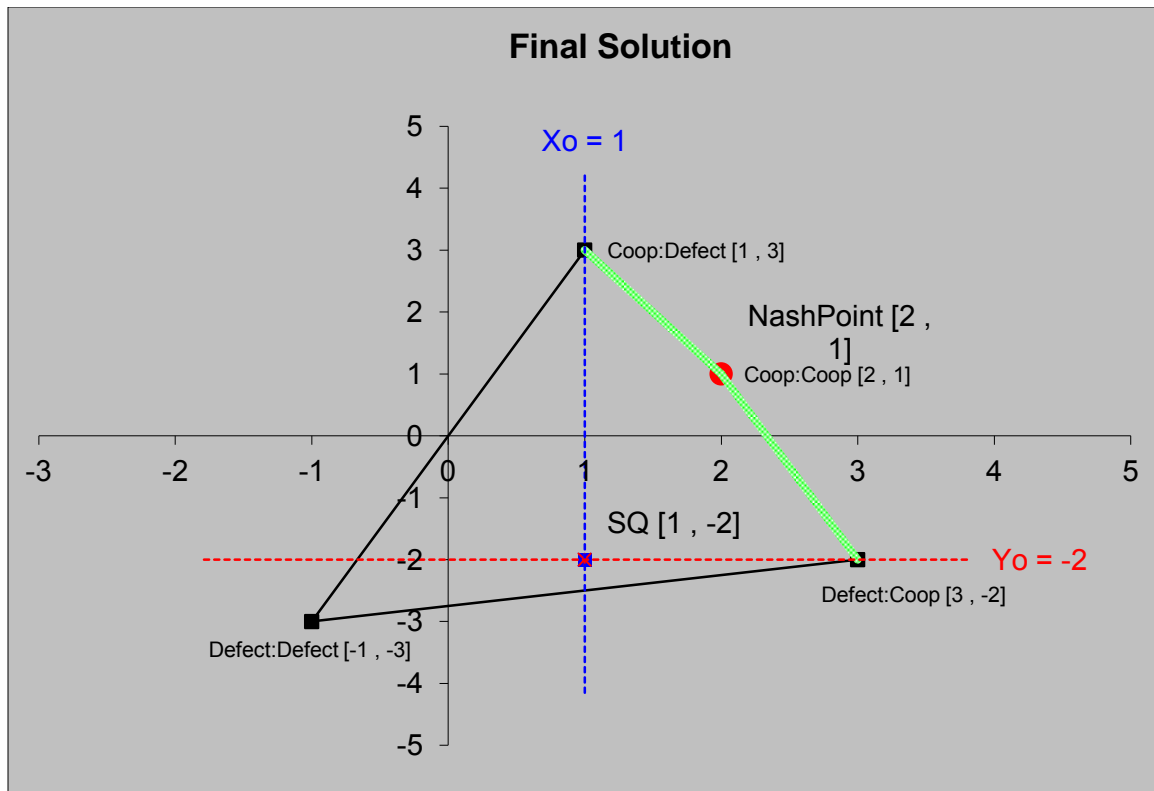 Final Solution
5
Xo = 1
4
3
Coop:Defect [1 , 3]
2
NashPoint [2 ,
1]
1
Coop:Coop [2 , 1]
0
-3
-2
-1
0
1
2
3
4
5
-1
SQ [1 , -2]
-2
Yo = -2
Defect:Coop [3 , -2]
-3
Defect:Defect [-1 , -3]
-4
-5